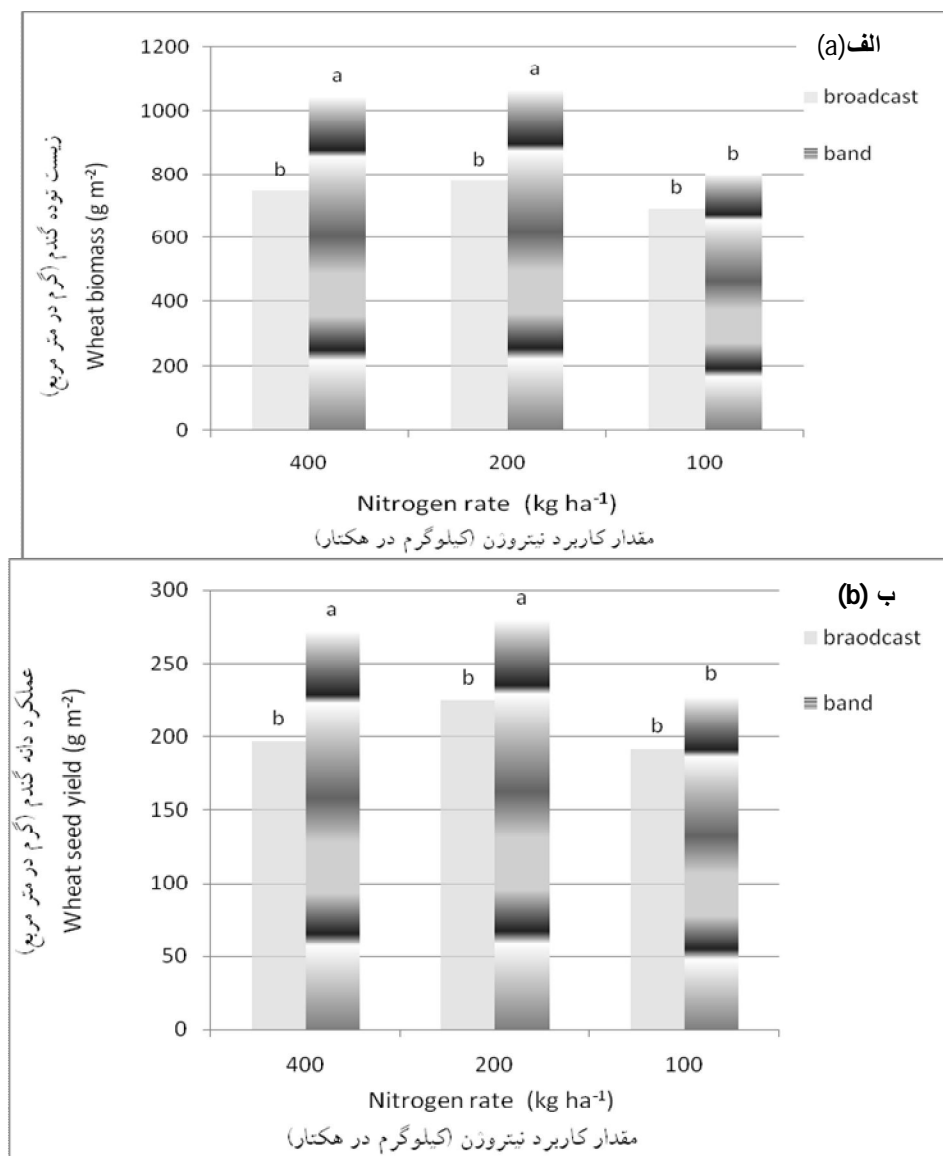 الف(a)
1200
1000
800
600
400
200
0
زیست توده گندم (گرم در متر مربع)
Wheat biomass (g m⁻²)
b
a
b
a
b
b
broadcast
band
400
200
100
Nitrogen rate (kg ha⁻¹)
مقدار کاربرد نیتروژن (کیلوگرم در هکتار)
ب (b)
300
250
200
150
100
50
0
عملکرد دانه گندم (گرم در متر مربع)
Wheat seed yield (g m⁻²)
b
a
b
a
b
b
braodcast
band
400
200
100
Nitrogen rate (kg ha⁻¹)
مقدار کاربرد نیتروژن (کیلوگرم در هکتار)